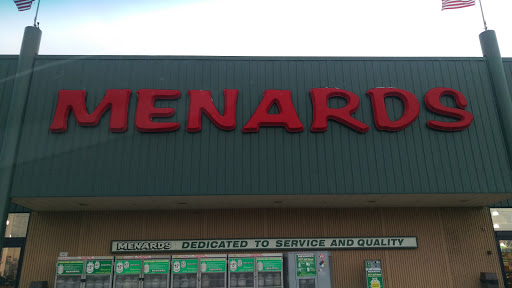 MENARDS
MENARDS DEDICATED TO SERVICE AND QUALITY